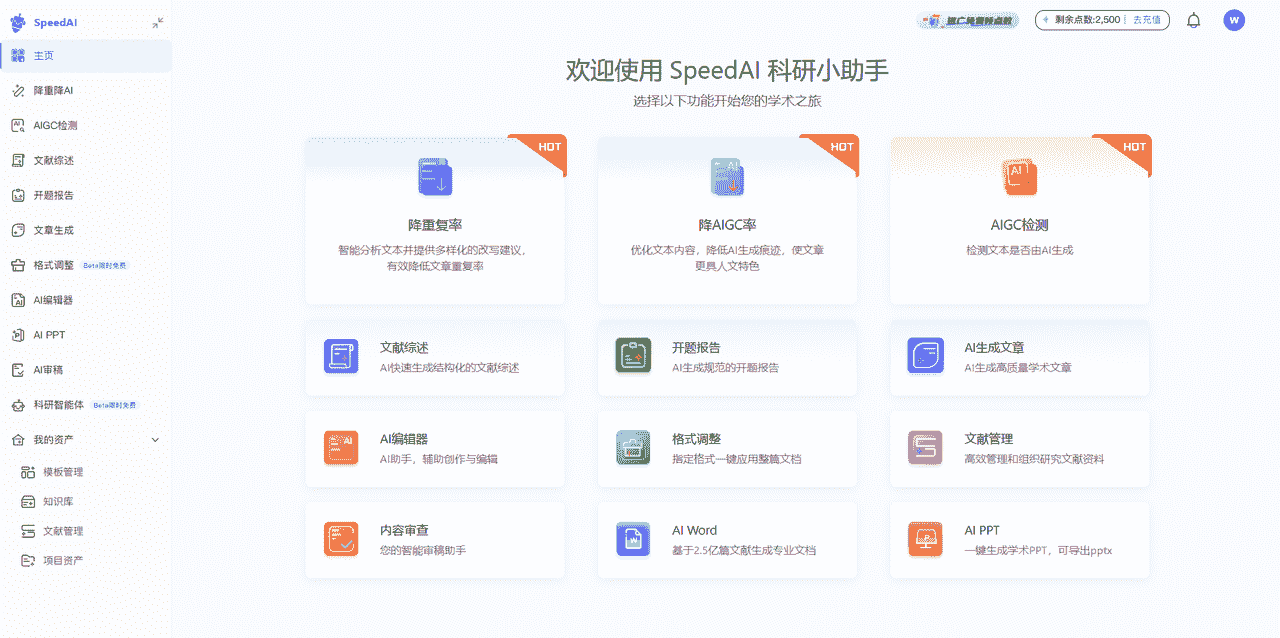 SpeedAI
主页
降重降AI
AIGC检测
文献综述
开题报告
文章生成
格式调整 Beta限时免费
AI编辑器
AI PPT
AI审稿
科研智能体 Beta限时免费
我的资产
模板管理
知识库
文献管理
项目资产
推广免费赚点数
剩余点数:2,500 去充值
W
欢迎使用 SpeedAI 科研小助手
选择以下功能开始您的学术之旅
HOT
降重复率
智能分析文本并提供多样化的改写建议，
有效降低文章重复率
HOT
降AIGC率
优化文本内容，降低AI生成痕迹，使文章
更具人文特色
HOT
AI
AIGC检测
检测文本是否由AI生成
文献综述
AI快速生成结构化的文献综述
开题报告
AI生成规范的开题报告
AI生成文章
AI生成高质量学术文章
AI编辑器
AI助手，辅助创作与编辑
格式调整
指定格式一键应用整篇文档
文献管理
高效管理和组织研究文献资料
内容审查
您的智能审稿助手
AI Word
基于2.5亿篇文献生成专业文档
AI PPT
一键生成学术PPT，可导出pptx